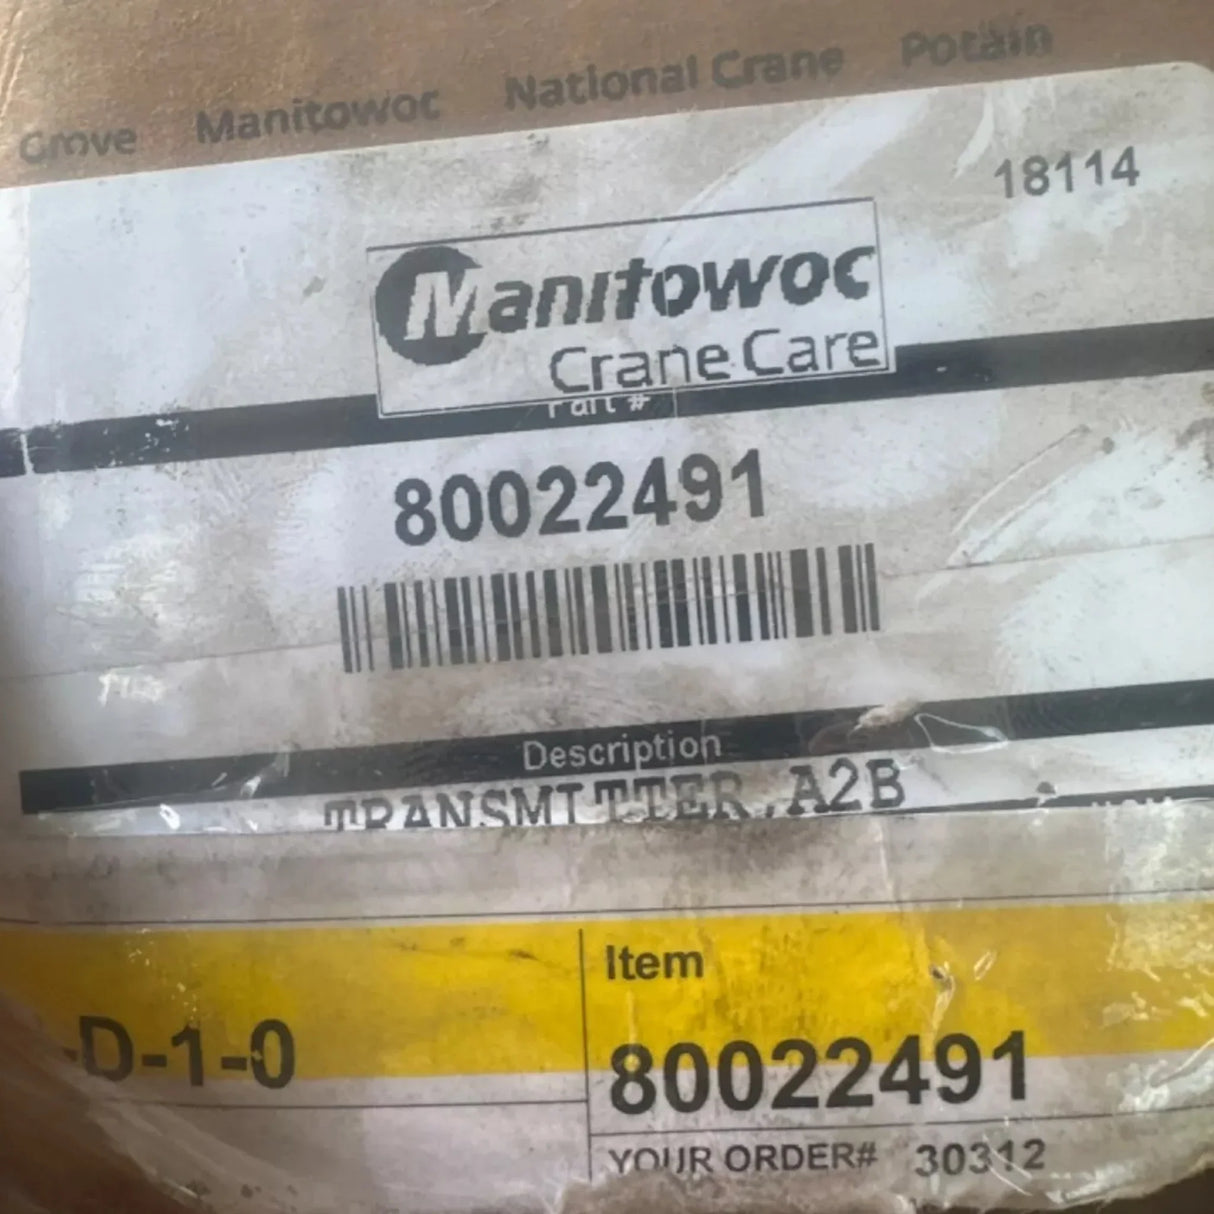 Grove Manitowoc National Crane Potain
18114
Manitowoc
Crane Care
Part #
80022491
Description
TRANSMITTER, A2B
Item
-D-1-0
80022491
YOUR ORDER# 30312